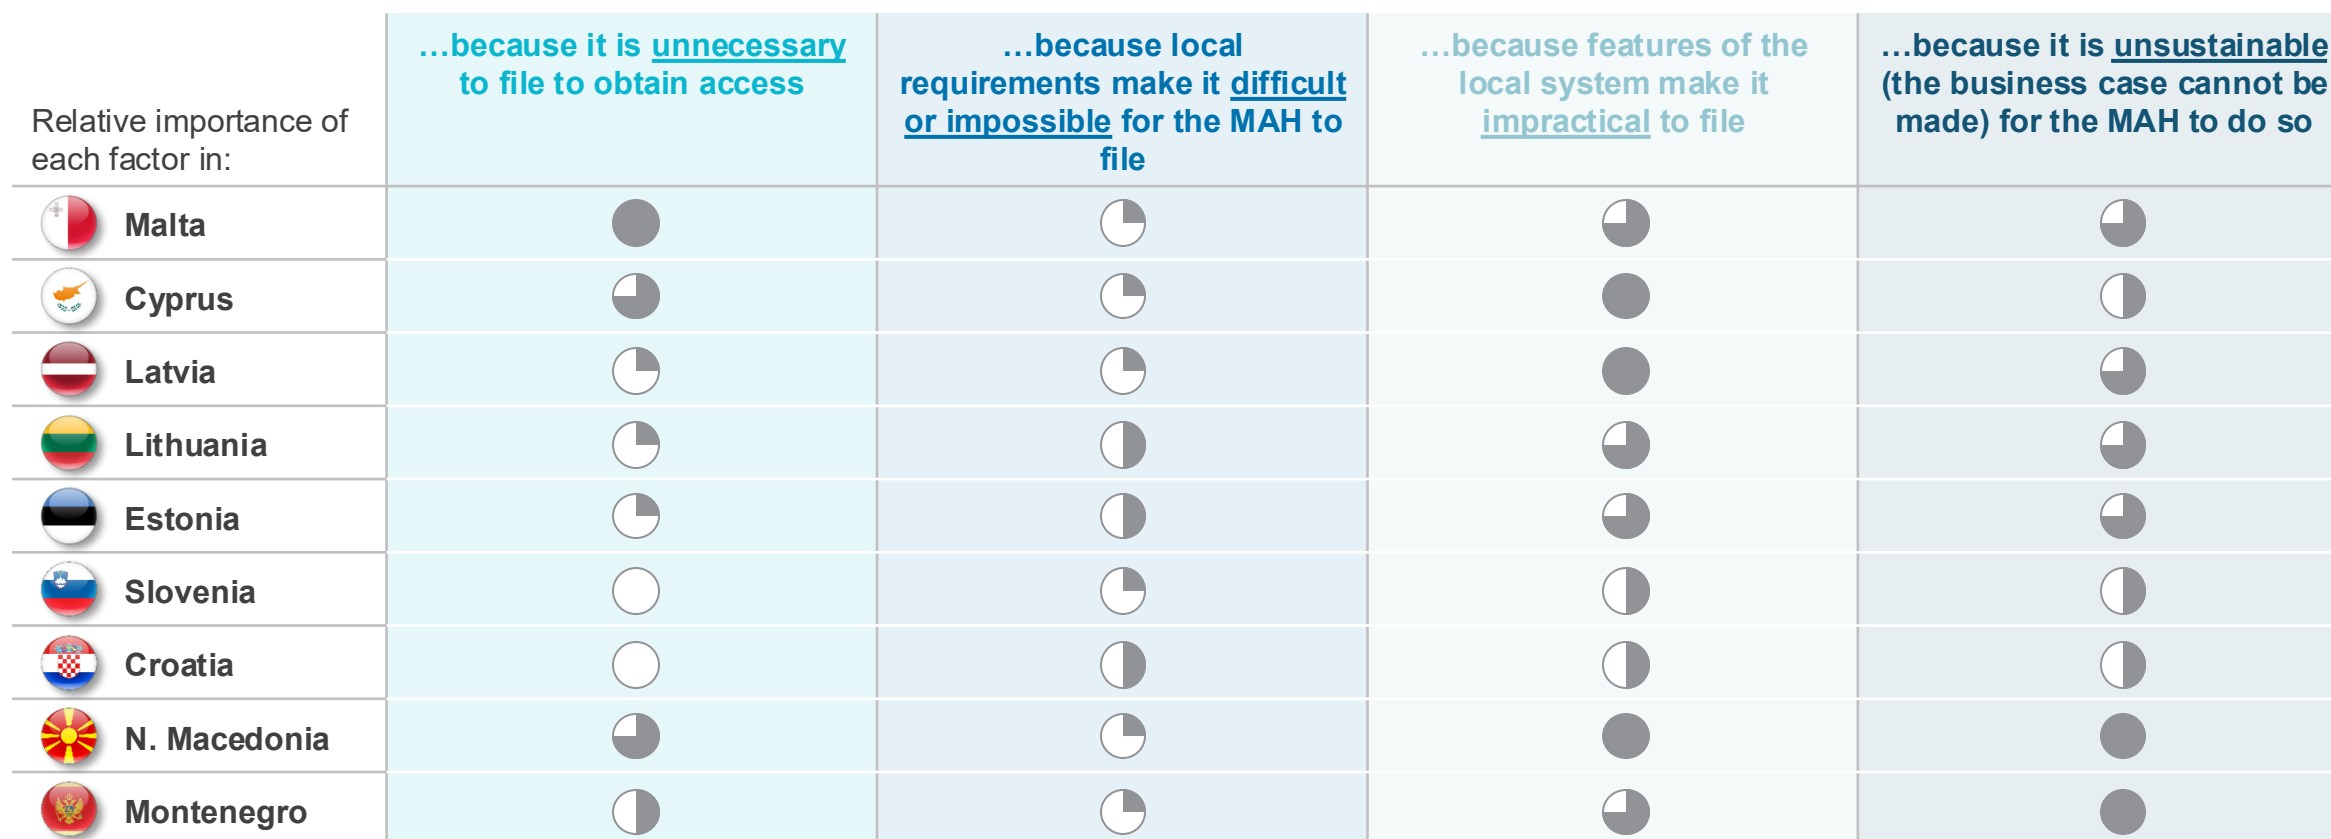 Relative importance of
each factor in:
…because it is unnecessary
to file to obtain access
…because local
requirements make it difficult
or impossible for the MAH to
file
…because features of the
local system make it
impractical to file
…because it is unsustainable
(the business case cannot be
made) for the MAH to do so
Malta
Cyprus
Latvia
Lithuania
Estonia
Slovenia
Croatia
N. Macedonia
Montenegro